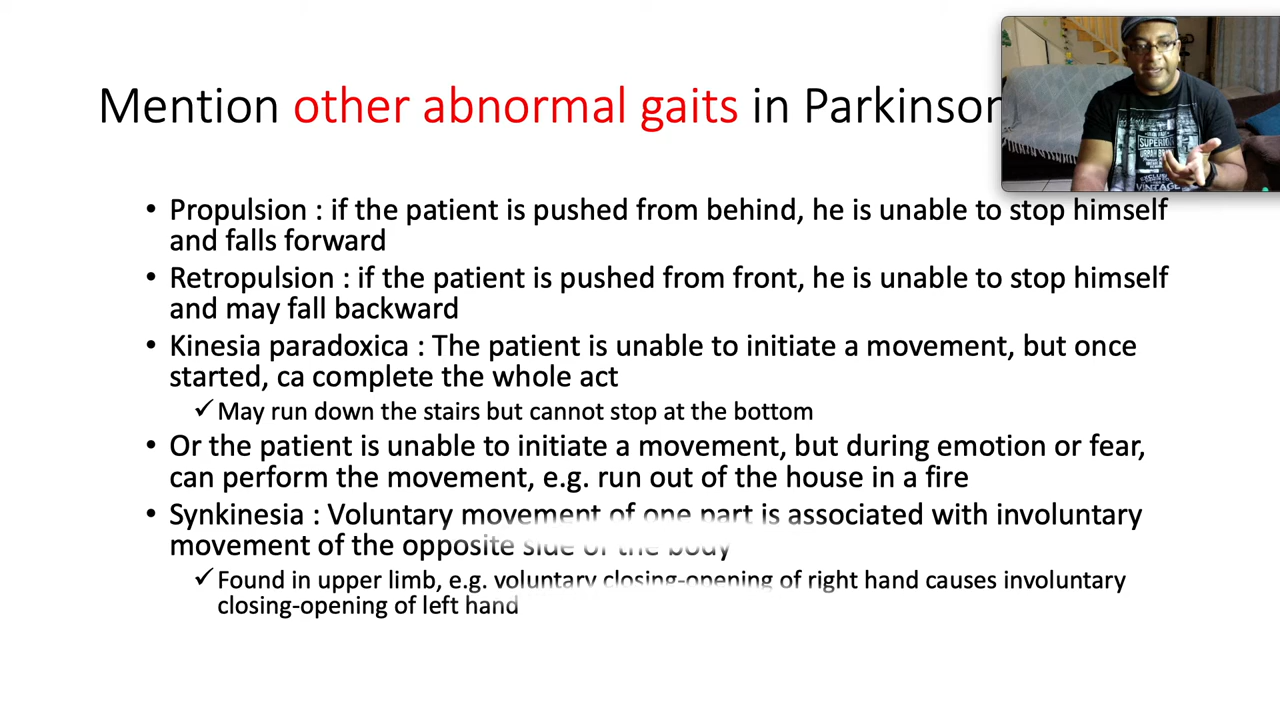 Mention other abnormal gaits in Parkinson
• Propulsion : if the patient is pushed from behind, he is unable to stop himself
and falls forward
• Retropulsion : if the patient is pushed from front, he is unable to stop himself
and may fall backward
• Kinesia paradoxica : The patient is unable to initiate a movement, but once
started, ca complete the whole act
✓ May run down the stairs but cannot stop at the bottom
• Or the patient is unable to initiate a movement, but during emotion or fear,
can perform the movement, e.g. run out of the house in a fire
• Synkinesia : Voluntary movement of one part is associated with involuntary
movement of the opposite side of the body
✓ Found in upper limb, e.g. voluntary closing-opening of right hand causes involuntary
closing-opening of left hand
SUPERIOR
URBAN
VINTAGE